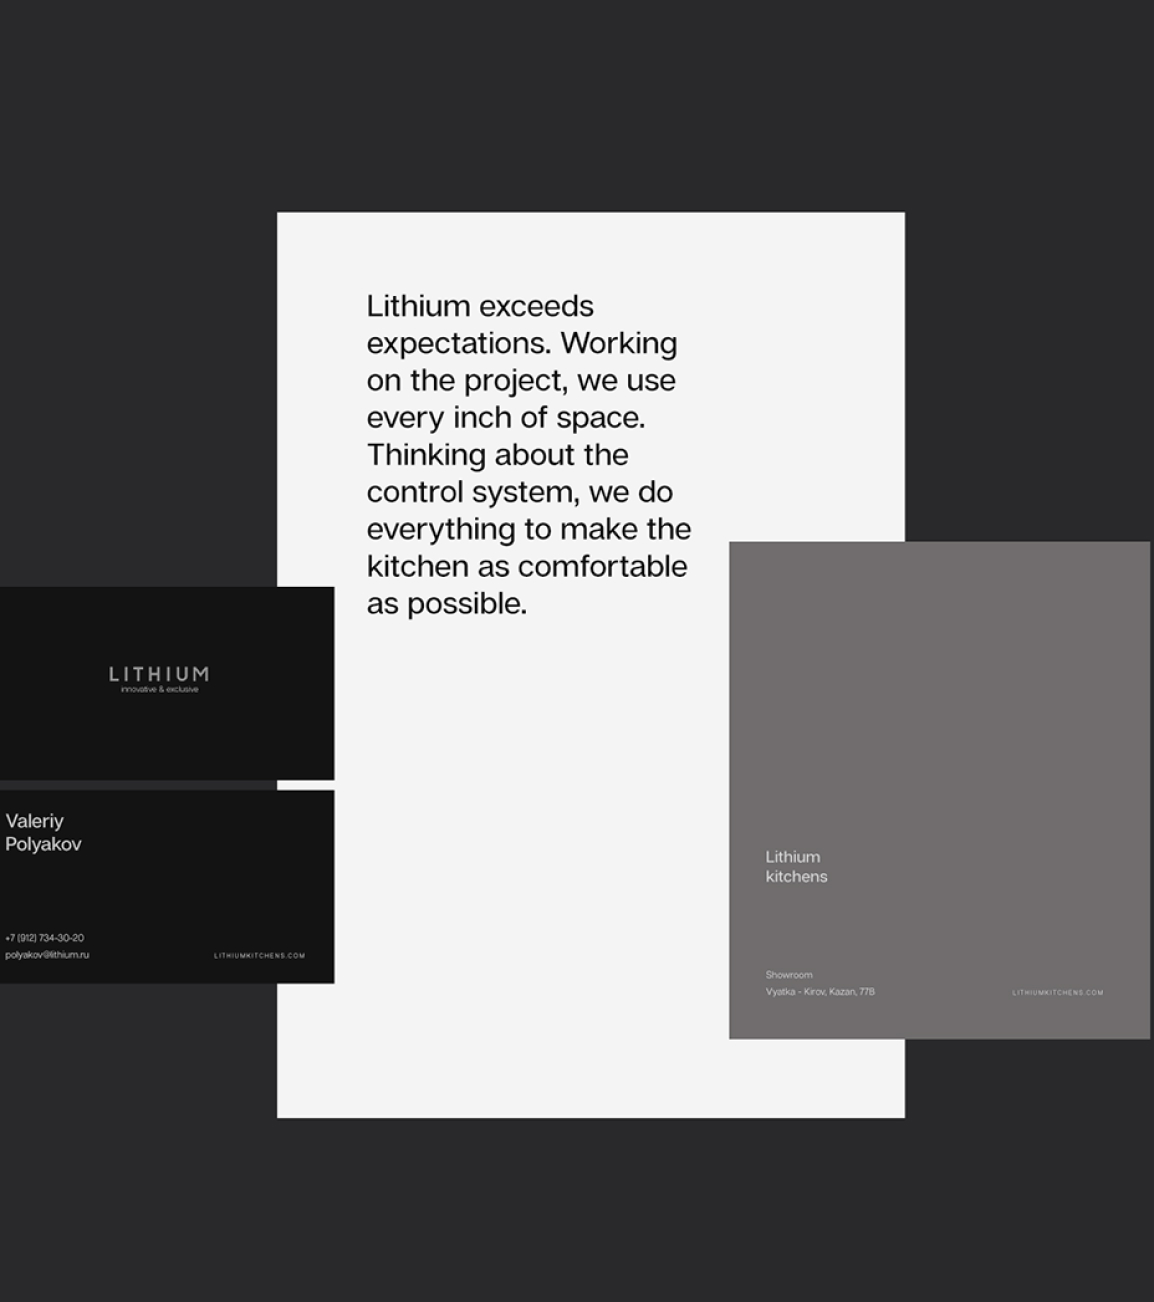 Lithium exceeds
expectations. Working
on the project, we use
every inch of space.
Thinking about the
control system, we do
everything to make the
kitchen as comfortable
as possible.
LITHIUM
innovative & exclusive
Valeriy
Polyakov
+7 (912) 734-30-20
polyakov@lithium.ru
LITHIUMKITCHENS.COM
Lithium
kitchens
Showroom
Vyatka - Kirov, Kazan, 77B
LITHIUMKITCHENS.COM